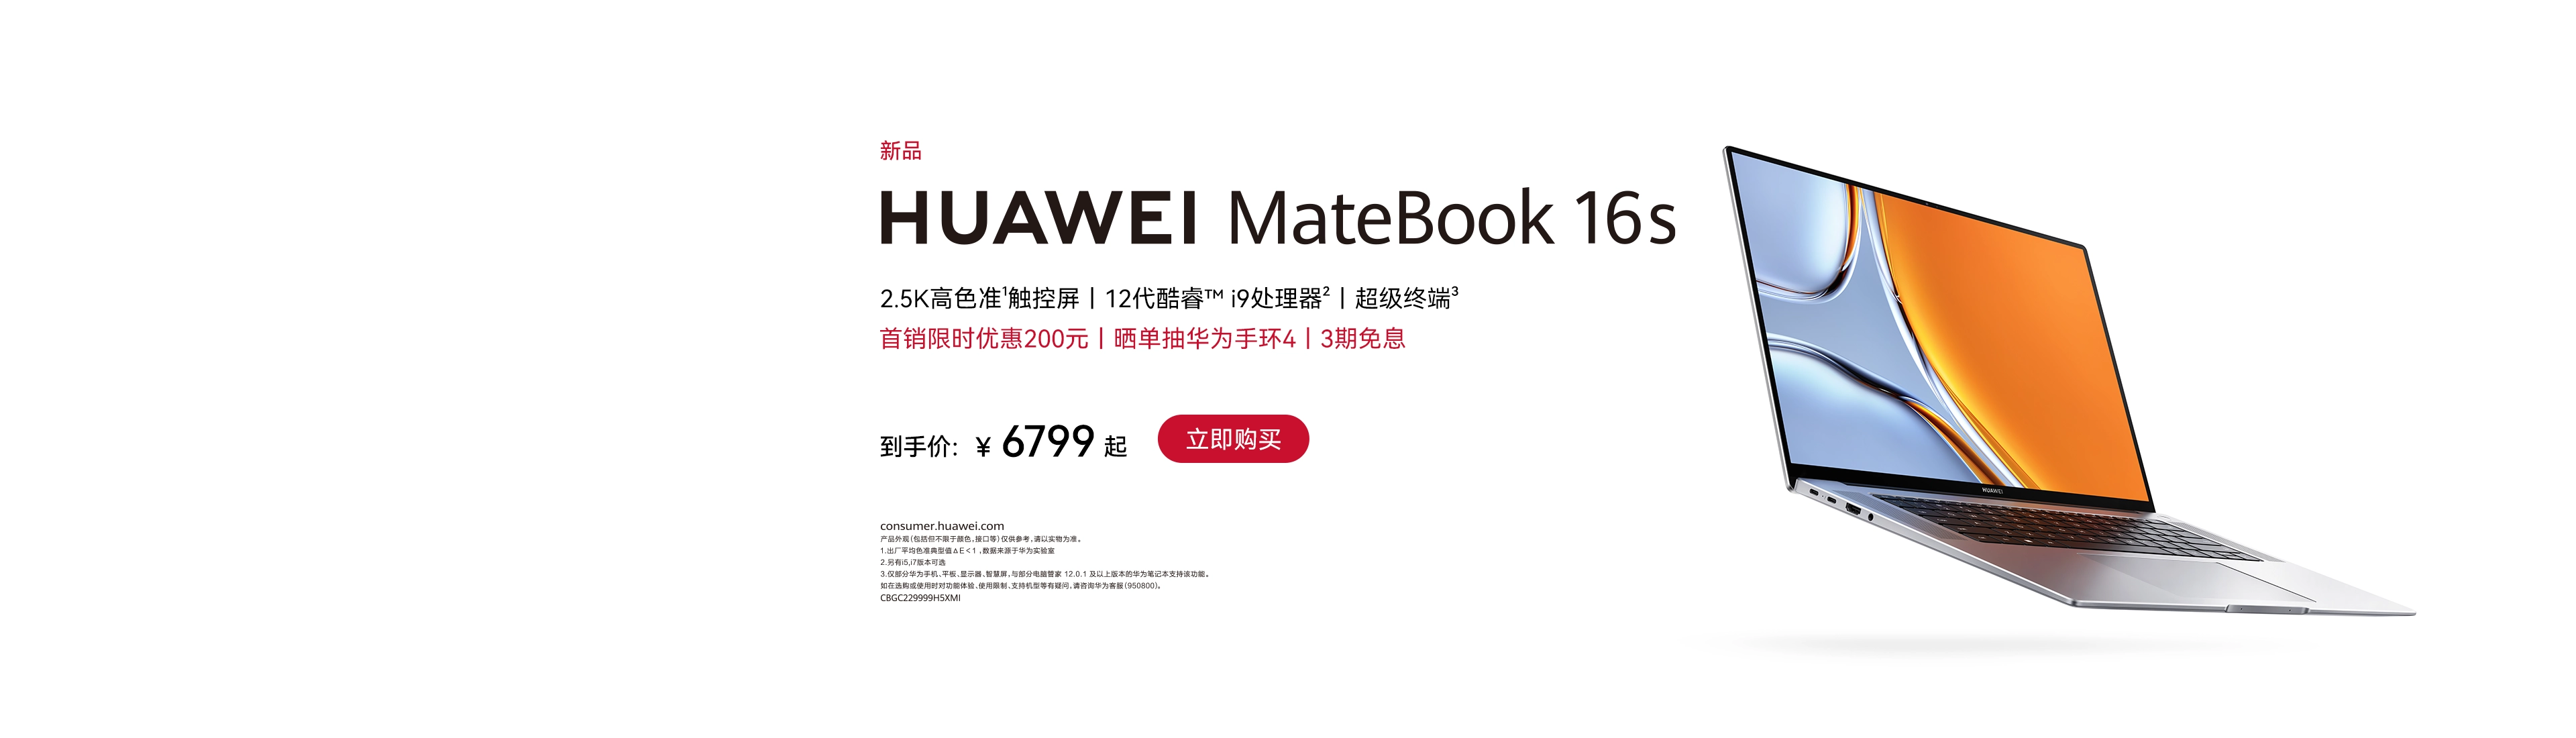 新品
HUAWEI MateBook 16s
2.5K高色准¹触控屏 | 12代酷睿™ i9处理器² | 超级终端³
首销限时优惠200元 | 晒单抽华为手环4 | 3期免息
到手价: ¥ 6799 起 立即购买
consumer.huawei.com
产品外观(包括但不限于颜色,接口等)仅供参考,请以实物为准。
1.出厂平均色准典型值ΔE<1,数据来源于华为实验室
2.另有i5,i7版本可选
3.仅部分华为手机、平板、显示器、智慧屏,与部分电脑管家 12.0.1 及以上版本的华为笔记本支持该功能。
如在选购或使用时对功能体验、使用限制、支持机型等有疑问,请咨询华为客服(950800)。
CBGC229999H5XMI
HUAWEI